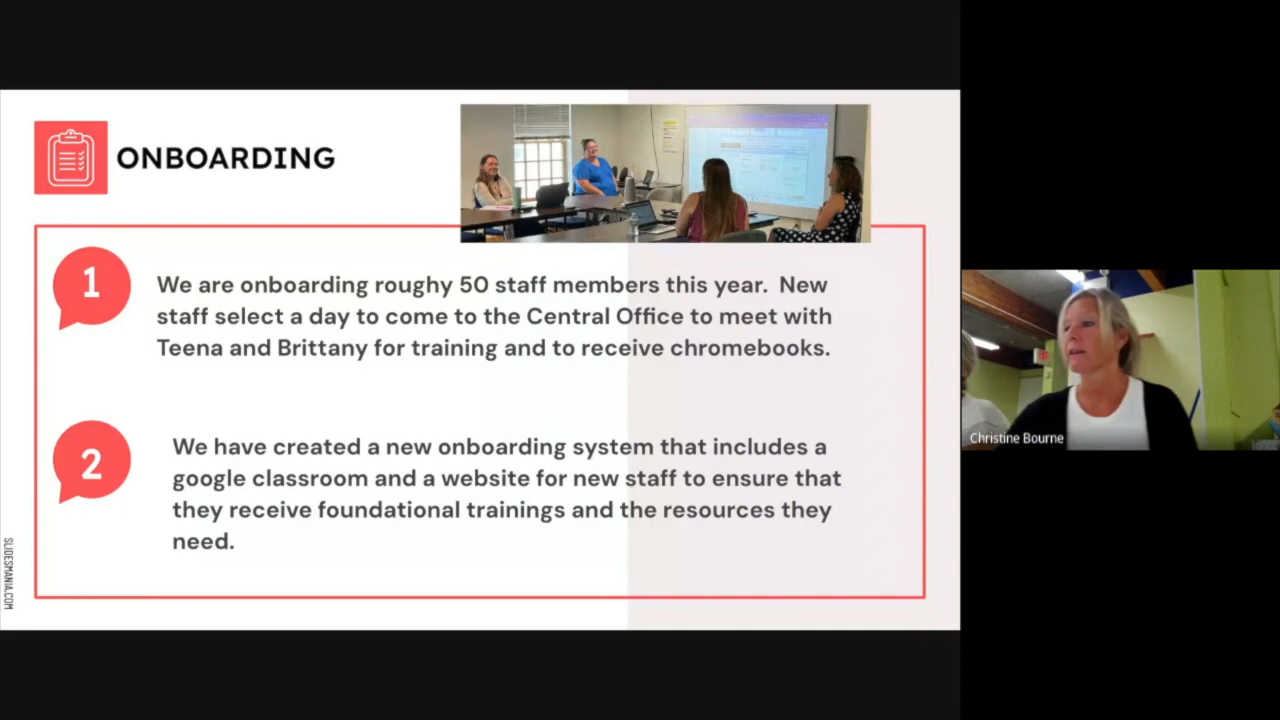 ONBOARDING
1
We are onboarding roughy 50 staff members this year.  New
staff select a day to come to the Central Office to meet with
Teena and Brittany for training and to receive chromebooks.
2
We have created a new onboarding system that includes a
google classroom and a website for new staff to ensure that
they receive foundational trainings and the resources they
need.
SLIDESMANIA.COM
Christine Bourne